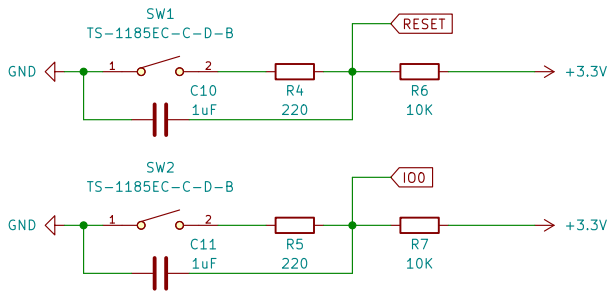 SW1
TS-1185EC-C-D-B
RESET
GND
1
2
+3.3V
C10
R4
R6
1uF
220
10K
SW2
TS-1185EC-C-D-B
IO0
GND
1
2
+3.3V
C11
R5
R7
1uF
220
10K